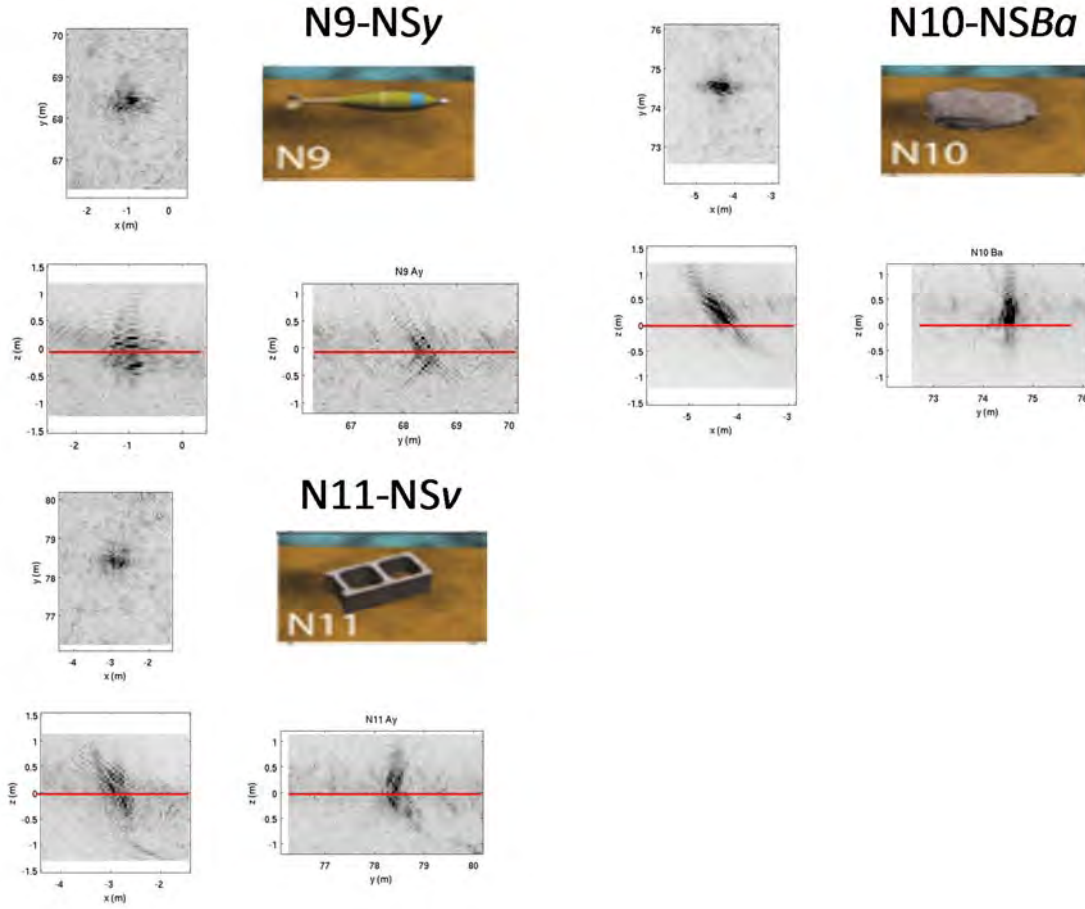 N9-NSy
70
69
68
67
y (m)
-2 -1 0
x (m)
N9
1.5
1
0.5
0
-0.5
-1
-1.5
z (m)
-2 -1 0
N9 Ay
1
0.5
0
-0.5
-1
z (m)
67 68 69 70
y (m)
N10-NSBa
76
75
74
73
y (m)
-5 -4 -3
x (m)
N10
1.5
1
0.5
0
-0.5
-1
-1.5
z (m)
-5 -4 -3
x (m)
N10 Ba
1
0.5
0
-0.5
-1
z (m)
73 74 75 76
y (m)
N11-NSv
80
79
78
77
y (m)
-4 -3 -2
x (m)
N11
1.5
1
0.5
0
-0.5
-1
-1.5
z (m)
-4 -3 -2
x (m)
N11 Ay
1
0.5
0
-0.5
-1
z (m)
77 78 79 80
y (m)